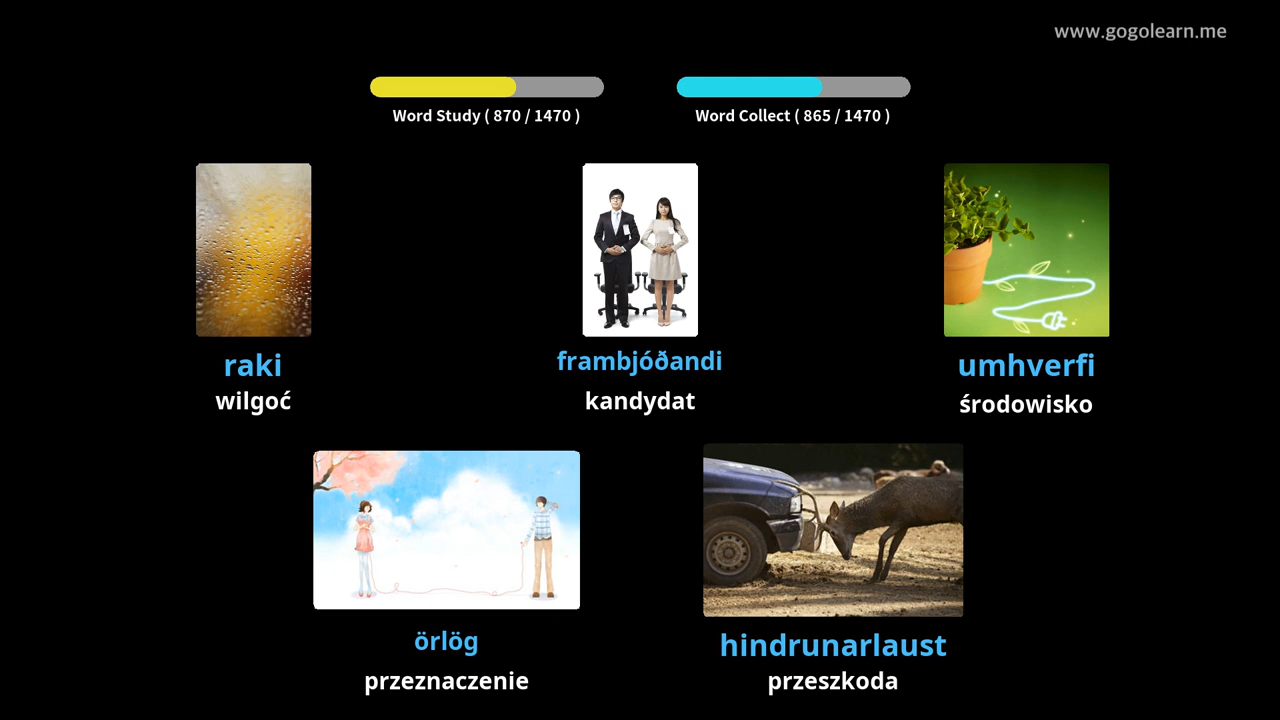 www.gogolearn.me
Word Study ( 870 / 1470 )
Word Collect ( 865 / 1470 )
raki
wilgoć
frambjóðandi
kandydat
umhverfi
środowisko
örlög
przeznaczenie
hindrunarlaust
przeszkoda